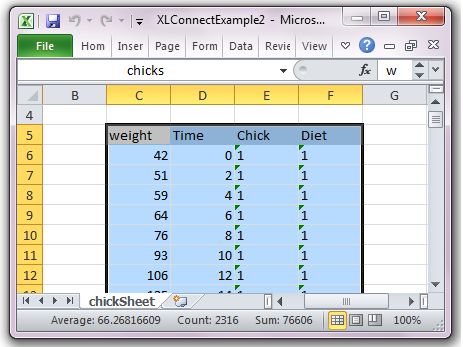 XLConnectExample2 - Micros...
File Hom Inser Page Form Data Revie View
chicks fx w
B C D E F G
4
5 weight Time Chick Diet
6 42 0 1 1
7 51 2 1 1
8 59 4 1 1
9 64 6 1 1
10 76 8 1 1
11 93 10 1 1
12 106 12 1 1
chickSheet
Average: 66.26816609 Count: 2316 Sum: 76606 100%